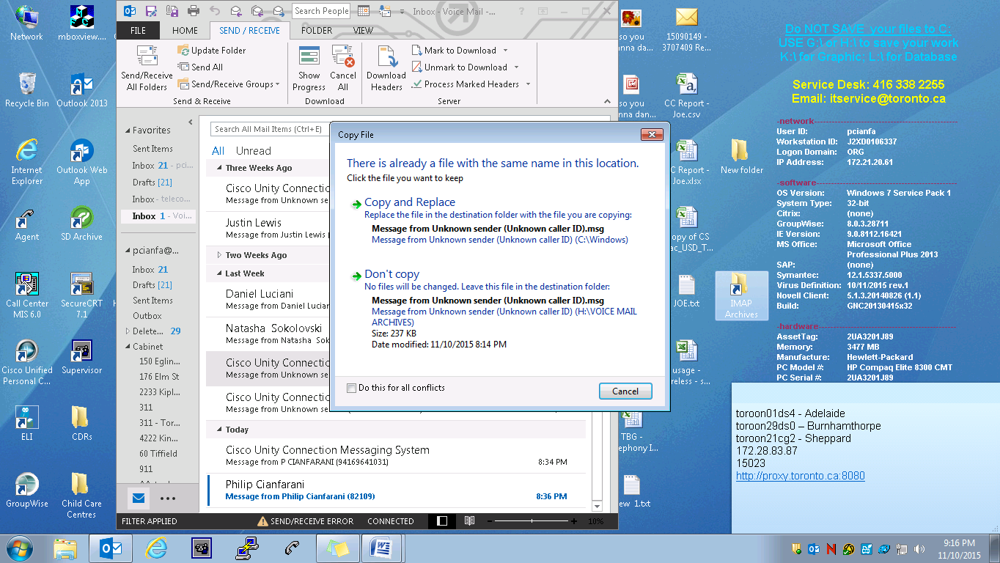 Network
mboxview....
Recycle Bin
Outlook 2013
Internet
Explorer
Outlook Web
App
Agent
SD Archive
Call Center
MIS 6.0
SecureCRT
7.1
Cisco Unified
Personal C...
Supervisor
ELI
CDRs
GroupWise
Child Care
Centres
Search People
Inbox - Voice Mail -...
FILE
HOME
SEND / RECEIVE
FOLDER
VIEW
Send/Receive
All Folders
Update Folder
Send All
Send/Receive Groups
Send & Receive
Show
Progress
Cancel
All
Download
Download
Headers
Mark to Download
Unmark to Download
Process Marked Headers
Server
Favorites
Sent Items
Inbox 21 - pci...
Drafts [21]
Inbox - teleco...
Inbox 1 - Voi...
pcianfa@...
Inbox 21
Drafts [21]
Sent Items
Outbox
Delete... 29
Cabinet
150 Eglin...
176 Elm St
2233 Kipl...
311
311 - Tor...
4222 Kin...
60 Tiffield
911
Search All Mail Items (Ctrl+E)
All Unread
Three Weeks Ago
Cisco Unity Connectio
Message from Unknown se
Justin Lewis
Message from Justin Lewis
Two Weeks Ago
Last Week
Daniel Luciani
Message from Daniel Luciar
Natasha Sokolovski
Message from Natasha Sok
Cisco Unity Connectio
Message from Unknown se
Cisco Unity Connectio
Message from Unknown se
Today
Cisco Unity Connection Messaging System
Message from P CIANFARANI (94169641031) 8:34 PM
Philip Cianfarani
Message from Philip Cianfarani (82109) 8:36 PM
FILTER APPLIED
SEND/RECEIVE ERROR
CONNECTED
10%
Copy File
There is already a file with the same name in this location.
Click the file you want to keep
Copy and Replace
Replace the file in the destination folder with the file you are copying:
Message from Unknown sender (Unknown caller ID).msg
Message from Unknown sender (Unknown caller ID) (C:\Windows)
Don't copy
No files will be changed. Leave this file in the destination folder:
Message from Unknown sender (Unknown caller ID).msg
Message from Unknown sender (Unknown caller ID) (H:\VOICE MAIL
ARCHIVES)
Size: 237 KB
Date modified: 11/10/2015 8:14 PM
Do this for all conflicts
Cancel
so you
nna da...
15090149 -
3707409 Re...
so you
nna dan...
CC Report -
Joe.csv
C Report -
Joe.xlsx
New folder
opy of CS
ac_USD_T...
JOE.txt
IMAP
Archives
usage -
reless - s...
TBG -
ephony I...
ew 1.txt
Do NOT SAVE your files to C:
USE G:\ or H:\ to save your work
K:\ for Graphic; L:\ for Database
Service Desk: 416 338 2255
Email: itservice@toronto.ca
-network-
User ID: pcianfa
Workstation ID: J2XD0106337
Logon Domain: ORG
IP Address: 172.21.20.61
-software-
OS Version: Windows 7 Service Pack 1
System Type: 32-bit
Citrix: (none)
GroupWise: 8.0.3.28711
IE Version: 9.0.8112.16421
MS Office: Microsoft Office
Professional Plus 2013
SAP: (none)
Symantec: 12.1.5337.5000
Virus Definition: 10/11/2015 rev.1
Novell Client: 5.1.3.20140826 (1.1)
Build: GNC20130415x32
-hardware-
AssetTag: 2UA3201J89
Memory: 3477 MB
Manufacture: Hewlett-Packard
PC Model #: HP Compaq Elite 8300 CMT
PC Serial #: 2UA3201J89
toroon01ds4 - Adelaide
toroon29ds0 – Burnhamthorpe
toroon21cg2 - Sheppard
172.28.83.87
15023
http://proxy.toronto.ca:8080
9:16 PM
11/10/2015